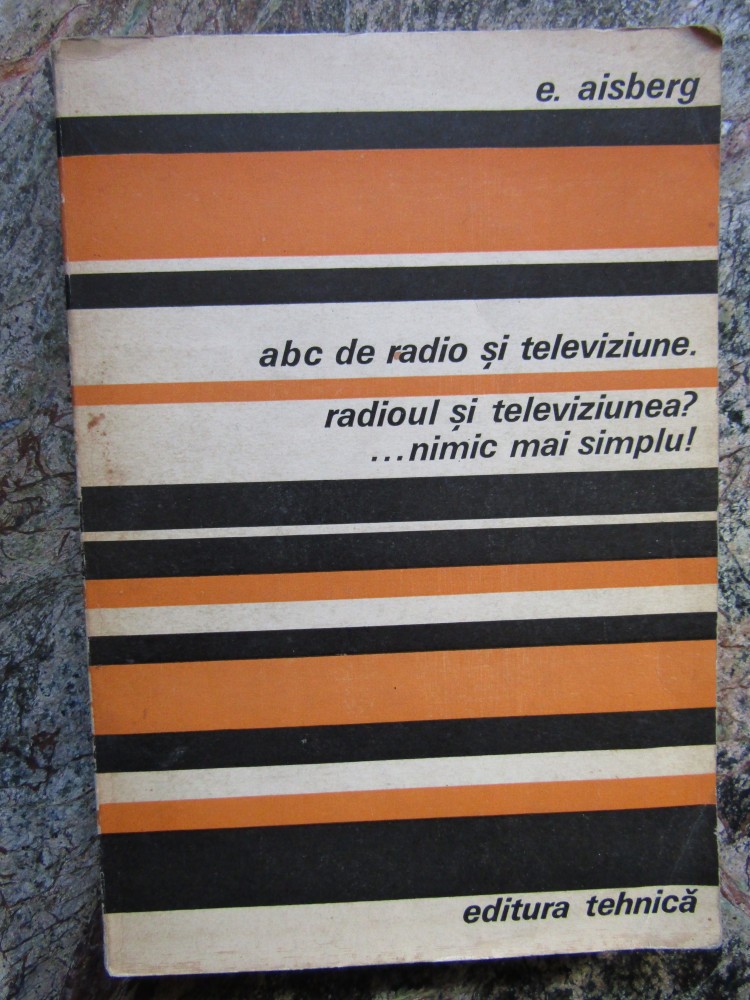 e. aisberg
abc de radio și televiziune.
radioul și televiziunea?
...nimic mai simplu!
editura tehnică